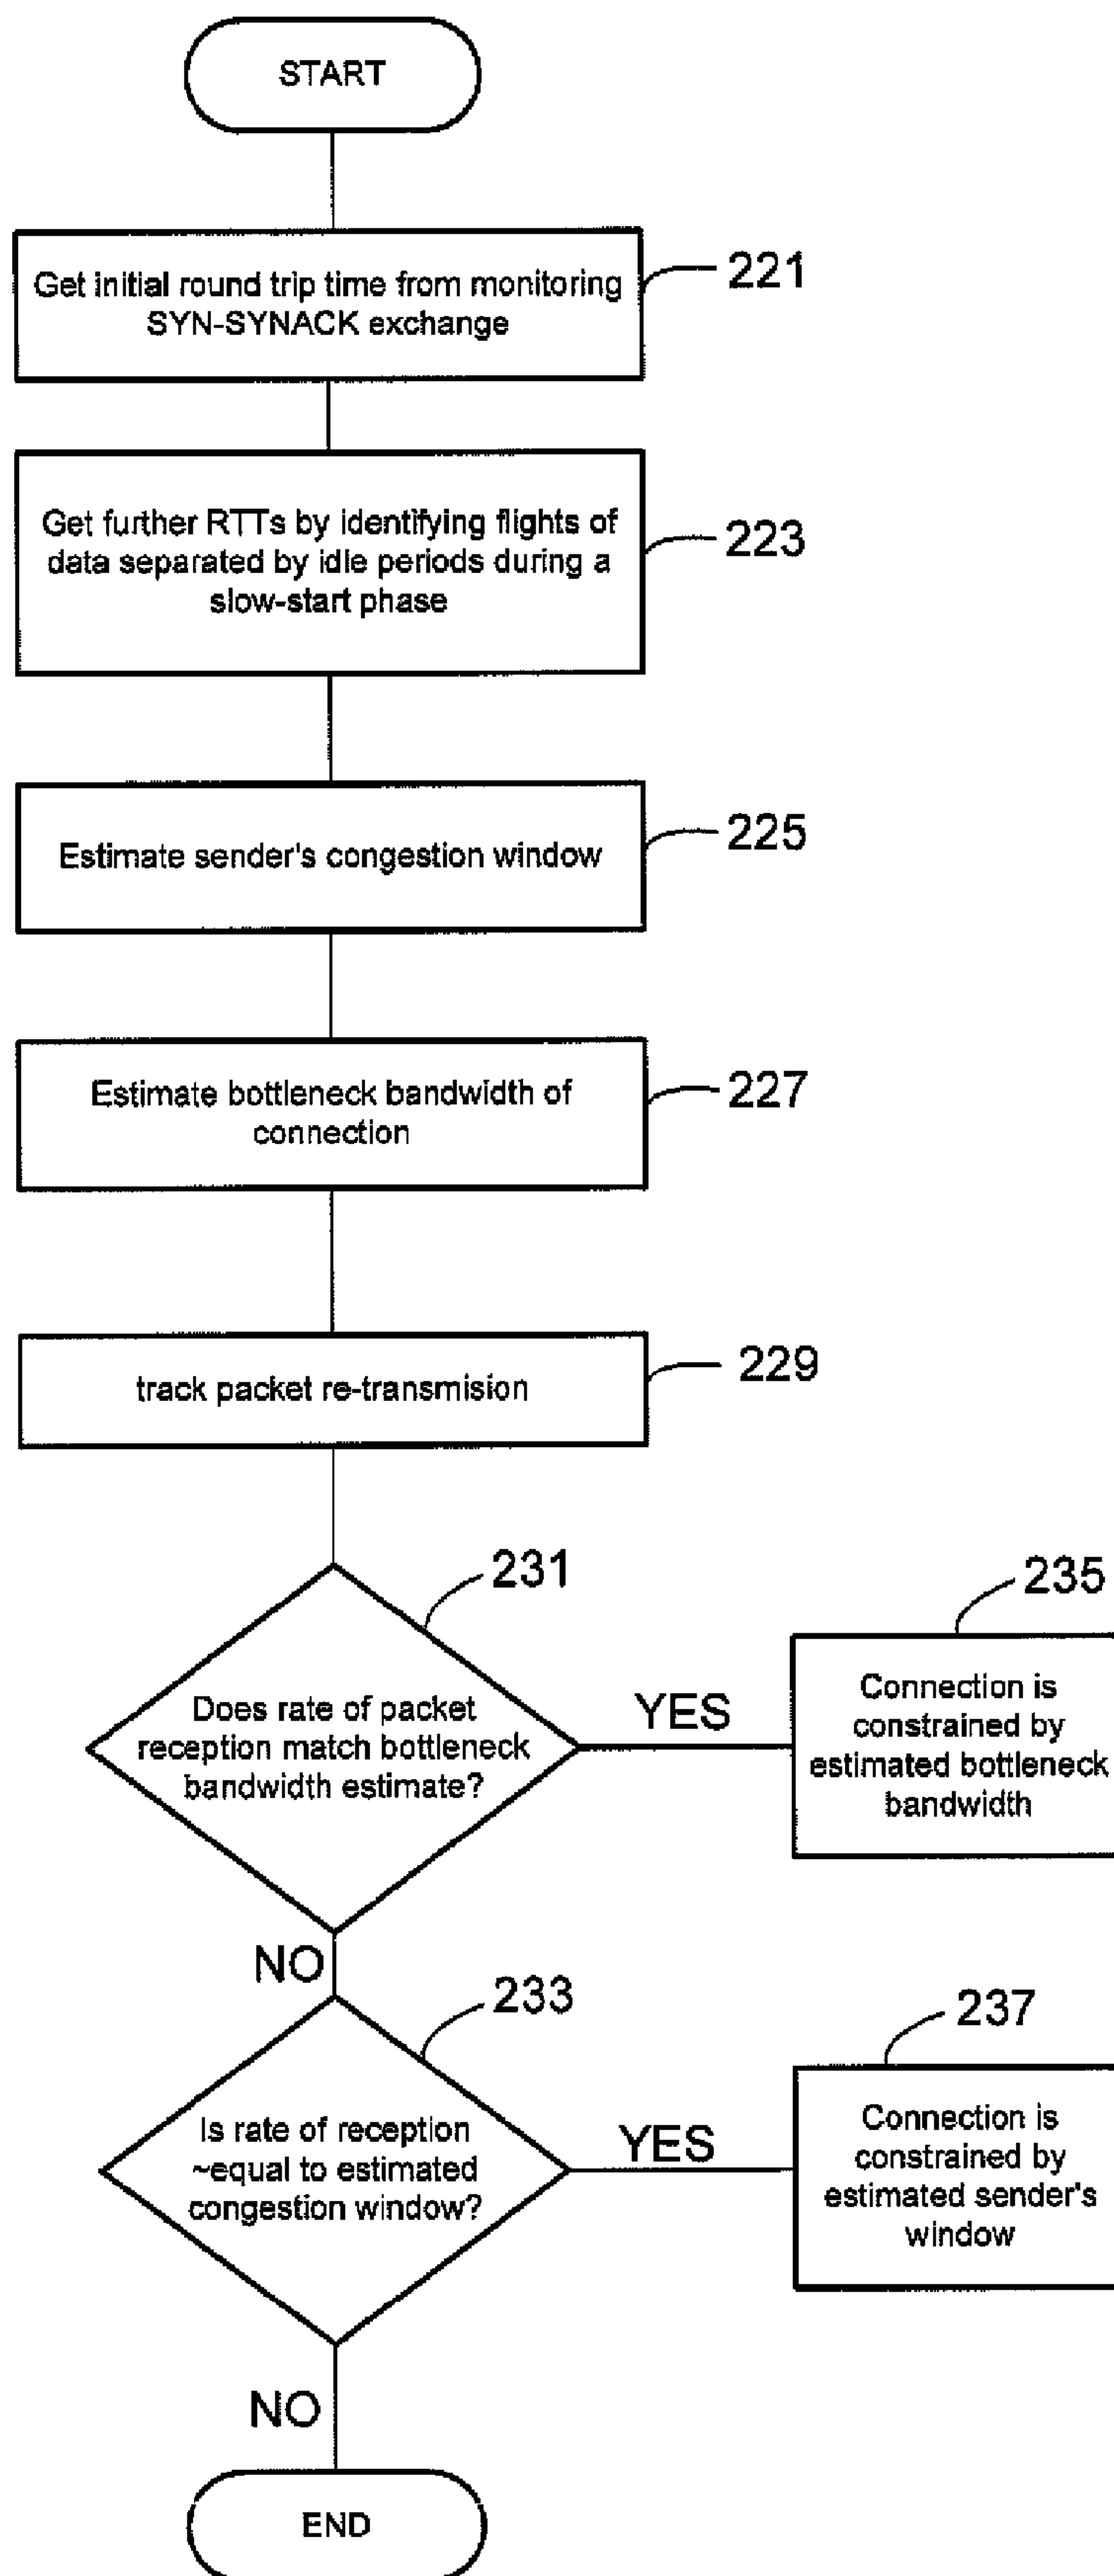 START
Get initial round trip time from monitoring
SYN-SYNACK exchange
221
Get further RTTs by identifying flights of
data separated by idle periods during a
slow-start phase
223
Estimate sender's congestion window
225
Estimate bottleneck bandwidth of
connection
227
track packet re-transmision
229
231
Does rate of packet
reception match bottleneck
bandwidth estimate?
YES
235
Connection is
constrained by
estimated bottleneck
bandwidth
NO
233
Is rate of reception
~equal to estimated
congestion window?
YES
237
Connection is
constrained by
estimated sender's
window
NO
END